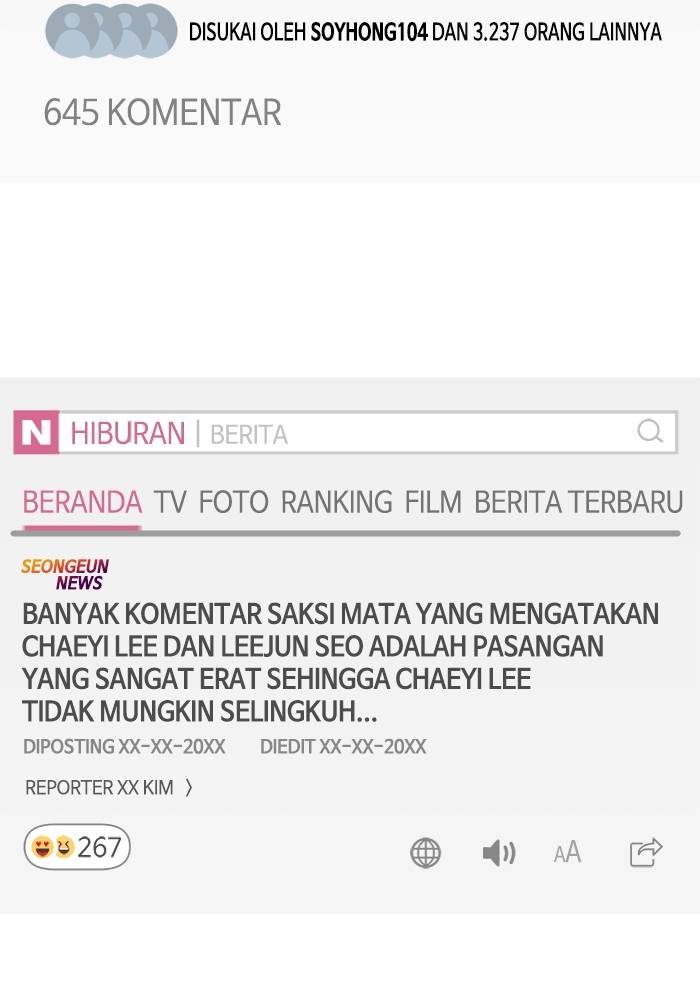 DISUKAI OLEH SOYHONG104 DAN 3.237 ORANG LAINNYA
645 KOMENTAR
N HIBURAN | BERITA
BERANDA TV FOTO RANKING FILM BERITA TERBARU
SEONGEUN
NEWS
BANYAK KOMENTAR SAKSI MATA YANG MENGATAKAN
CHAEYI LEE DAN LEEJUN SEO ADALAH PASANGAN
YANG SANGAT ERAT SEHINGGA CHAEYI LEE
TIDAK MUNGKIN SELINGKUH...
DIPOSTING XX-XX-20XX DIEDIT XX-XX-20XX
REPORTER XX KIM 〉
267 AA